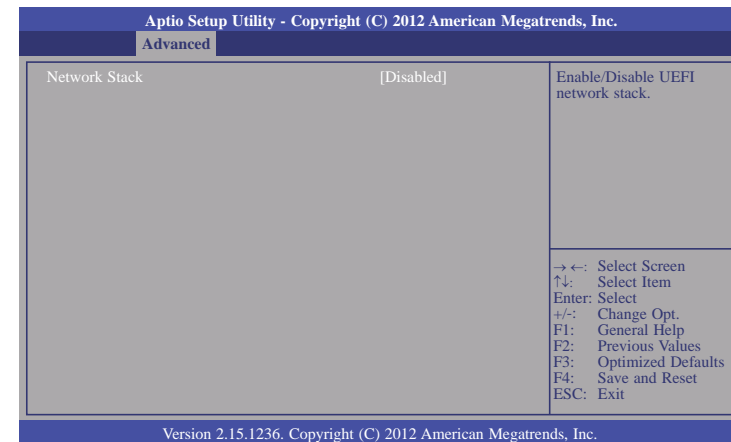 Aptio Setup Utility - Copyright (C) 2012 American Megatrends, Inc.
Advanced
Network Stack [Disabled]
Enable/Disable UEFI
network stack.
→ ←: Select Screen
↑↓: Select Item
Enter: Select
+/-: Change Opt.
F1: General Help
F2: Previous Values
F3: Optimized Defaults
F4: Save and Reset
ESC: Exit
Version 2.15.1236. Copyright (C) 2012 American Megatrends, Inc.